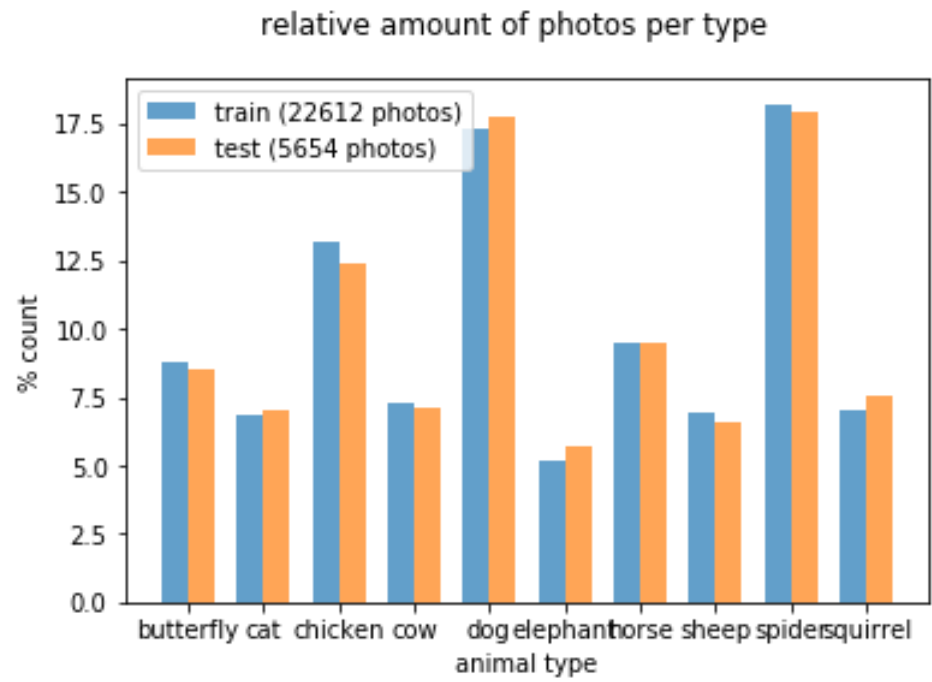 relative amount of photos per type
train (22612 photos)
test (5654 photos)
17.5
15.0
12.5
10.0
7.5
5.0
2.5
0.0
% count
butterfly cat chicken cow dog elephant horse sheep spider squirrel
animal type